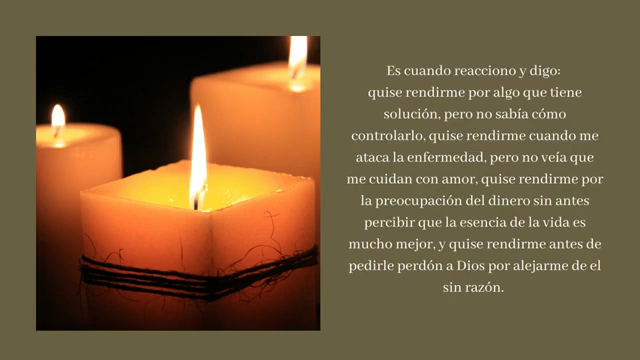 Es cuando reacciono y digo:
quise rendirme por algo que tiene
solución, pero no sabía cómo
controlarlo, quise rendirme cuando me
ataca la enfermedad, pero no veía que
me cuidan con amor, quise rendirme por
la preocupación del dinero sin antes
percibir que la esencia de la vida es
mucho mejor, y quise rendirme antes de
pedirle perdón a Dios por alejarme de el
sin razón.